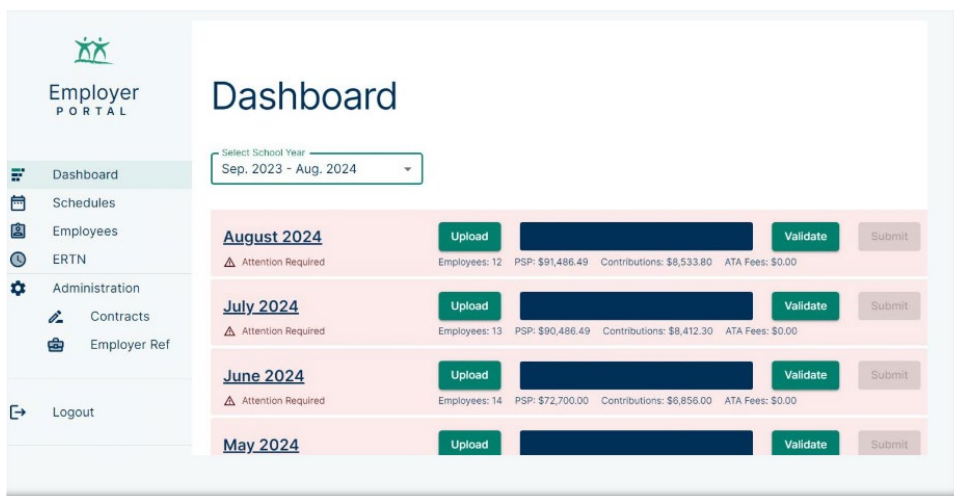 Employer
PORTAL
Dashboard
Schedules
Employees
ERTN
Administration
Contracts
Employer Ref
Logout
Dashboard
Select School Year
Sep. 2023 - Aug. 2024
August 2024 Upload Validate Submit
Attention Required Employees: 12 PSP: $91,486.49 Contributions: $8,533.80 ATA Fees: $0.00
July 2024 Upload Validate Submit
Attention Required Employees: 13 PSP: $90,486.49 Contributions: $8,412.30 ATA Fees: $0.00
June 2024 Upload Validate Submit
Attention Required Employees: 14 PSP: $72,700.00 Contributions: $6,856.00 ATA Fees: $0.00
May 2024 Upload Validate Submit